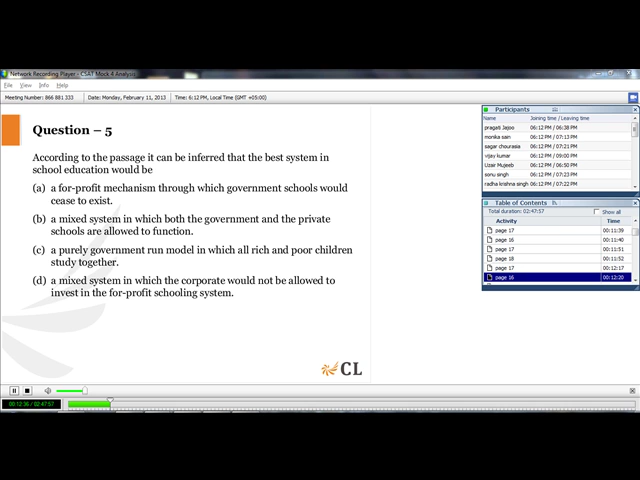 Network Recording Player - CSAT Mock 4 Analysis
File View Info Help
Meeting Number: 866 881 333 Date: Monday, February 11, 2013 Time: 6:12 PM, Local Time (GMT +05:00)
Question – 5
According to the passage it can be inferred that the best system in
school education would be
(a) a for-profit mechanism through which government schools would
cease to exist.
(b) a mixed system in which both the government and the private
schools are allowed to function.
(c) a purely government run model in which all rich and poor children
study together.
(d) a mixed system in which the corporate would not be allowed to
invest in the for-profit schooling system.
CL
Participants
Name Joining time / Leaving time
pragati Jajoo 06:12 PM / 06:38 PM
monika sain 06:12 PM / 07:13 PM
sagar chourasia 06:12 PM / 07:21 PM
vijay kumar 06:12 PM / 09:00 PM
Uzair Mujeeb 06:12 PM / 06:50 PM
sonu singh 06:12 PM / 07:23 PM
radha krishna singh 06:12 PM / 07:22 PM
Table of Contents
Total duration: 02:47:57 Show all
Activity Time
page 17 00:11:39
page 16 00:11:40
page 17 00:11:51
page 18 00:11:52
page 17 00:12:17
page 16 00:12:20
00:12:36 / 02:47:57